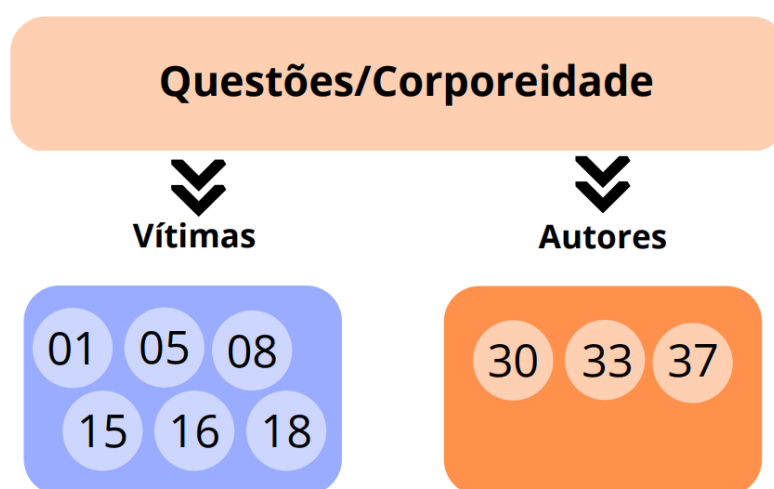 Questões/Corporeidade
Vítimas
Autores
01 05 08
15 16 18
30 33 37